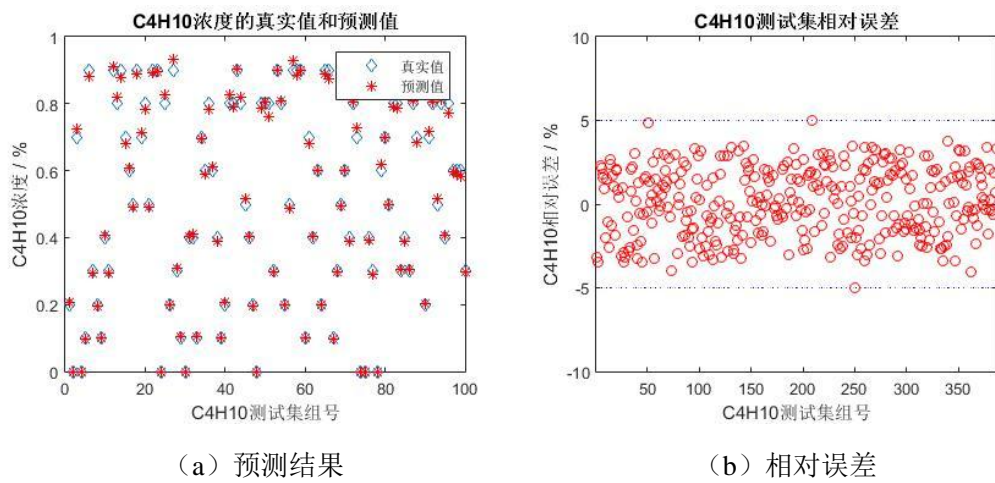 C4H10浓度的真实值和预测值
1
0.8
0.6
0.4
0.2
0
C4H10浓度 / %
真实值
预测值
0 20 40 60 80 100
C4H10测试集组号
(a) 预测结果
C4H10测试集相对误差
10
5
0
-5
-10
C4H10相对误差 / %
50 100 150 200 250 300 350
C4H10测试集组号
(b) 相对误差